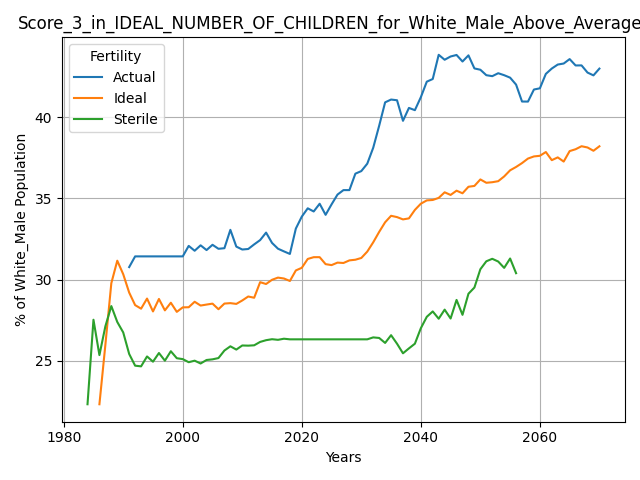 Score_3_in_IDEAL_NUMBER_OF_CHILDREN_for_White_Male_Above_Average
Fertility
Actual
Ideal
Sterile
% of White_Male Population
40
35
30
25
1980
2000
2020
2040
2060
Years